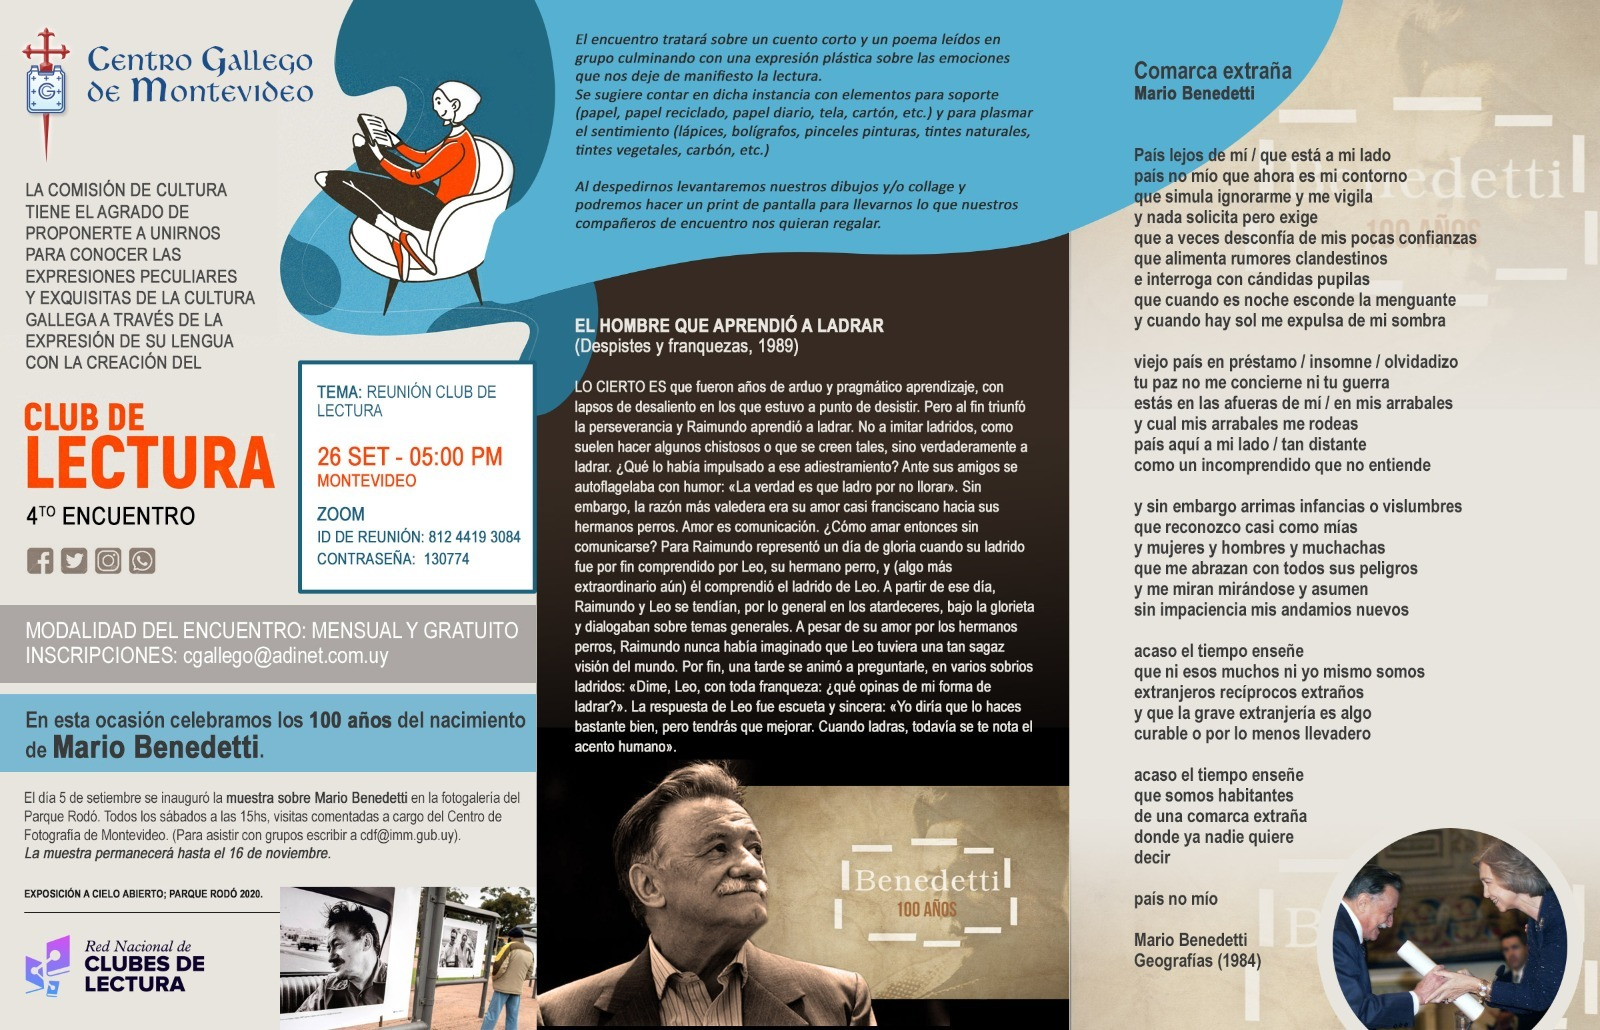 Centro Gallego
de Montevideo
G
LA COMISIÓN DE CULTURA
TIENE EL AGRADO DE
PROPONERTE A UNIRNOS
PARA CONOCER LAS
EXPRESIONES PECULIARES
Y EXQUISITAS DE LA CULTURA
GALLEGA A TRAVÉS DE LA
EXPRESIÓN DE SU LENGUA
CON LA CREACIÓN DEL
CLUB DE
LECTURA
4TO ENCUENTRO
TEMA: REUNIÓN CLUB DE
LECTURA
26 SET - 05:00 PM
MONTEVIDEO
ZOOM
ID DE REUNIÓN: 812 4419 3084
CONTRASEÑA: 130774
MODALIDAD DEL ENCUENTRO: MENSUAL Y GRATUITO
INSCRIPCIONES: cgallego@adinet.com.uy
En esta ocasión celebramos los 100 años del nacimiento
de Mario Benedetti.
El día 5 de setiembre se inauguró la muestra sobre Mario Benedetti en la fotogalería del
Parque Rodó. Todos los sábados a las 15hs, visitas comentadas a cargo del Centro de
Fotografía de Montevideo. (Para asistir con grupos escribir a cdf@imm.gub.uy).
La muestra permanecerá hasta el 16 de noviembre.
EXPOSICIÓN A CIELO ABIERTO; PARQUE RODÓ 2020.
Red Nacional de
CLUBES DE
LECTURA
El encuentro tratará sobre un cuento corto y un poema leídos en
grupo culminando con una expresión plástica sobre las emociones
que nos deje de manifiesto la lectura.
Se sugiere contar en dicha instancia con elementos para soporte
(papel, papel reciclado, papel diario, tela, cartón, etc.) y para plasmar
el sentimiento (lápices, bolígrafos, pinceles pinturas, tintes naturales,
tintes vegetales, carbón, etc.)
Al despedirnos levantaremos nuestros dibujos y/o collage y
podremos hacer un print de pantalla para llevarnos lo que nuestros
compañeros de encuentro nos quieran regalar.
EL HOMBRE QUE APRENDIÓ A LADRAR
(Despistes y franquezas, 1989)
LO CIERTO ES que fueron años de arduo y pragmático aprendizaje, con
lapsos de desaliento en los que estuvo a punto de desistir. Pero al fin triunfó
la perseverancia y Raimundo aprendió a ladrar. No a imitar ladridos, como
suelen hacer algunos chistosos o que se creen tales, sino verdaderamente a
ladrar. ¿Qué lo había impulsado a ese adiestramiento? Ante sus amigos se
autoflagelaba con humor: «La verdad es que ladro por no llorar». Sin
embargo, la razón más valedera era su amor casi franciscano hacia sus
hermanos perros. Amor es comunicación. ¿Cómo amar entonces sin
comunicarse? Para Raimundo representó un día de gloria cuando su ladrido
fue por fin comprendido por Leo, su hermano perro, y (algo más
extraordinario aún) él comprendió el ladrido de Leo. A partir de ese día,
Raimundo y Leo se tendían, por lo general en los atardeceres, bajo la glorieta
y dialogaban sobre temas generales. A pesar de su amor por los hermanos
perros, Raimundo nunca había imaginado que Leo tuviera una tan sagaz
visión del mundo. Por fin, una tarde se animó a preguntarle, en varios sobrios
ladridos: «Dime, Leo, con toda franqueza: ¿qué opinas de mi forma de
ladrar?». La respuesta de Leo fue escueta y sincera: «Yo diría que lo haces
bastante bien, pero tendrás que mejorar. Cuando ladras, todavía se te nota el
acento humano».
Benedetti
100 AÑOS
Comarca extraña
Mario Benedetti
País lejos de mí / que está a mi lado
país no mío que ahora es mi contorno
que simula ignorarme y me vigila
y nada solicita pero exige
que a veces desconfía de mis pocas confianzas
que alimenta rumores clandestinos
e interroga con cándidas pupilas
que cuando es noche esconde la menguante
y cuando hay sol me expulsa de mi sombra
viejo país en préstamo / insomne / olvidadizo
tu paz no me concierne ni tu guerra
estás en las afueras de mí / en mis arrabales
y cual mis arrabales me rodeas
país aquí a mi lado / tan distante
como un incomprendido que no entiende
y sin embargo arrimas infancias o vislumbres
que reconozco casi como mías
y mujeres y hombres y muchachas
que me abrazan con todos sus peligros
y me miran mirándose y asumen
sin impaciencia mis andamios nuevos
acaso el tiempo enseñe
que ni esos muchos ni yo mismo somos
extranjeros recíprocos extraños
y que la grave extranjería es algo
curable o por lo menos llevadero
acaso el tiempo enseñe
que somos habitantes
de una comarca extraña
donde ya nadie quiere
decir
país no mío
Mario Benedetti
Geografías (1984)
Benedetti
100 AÑOS